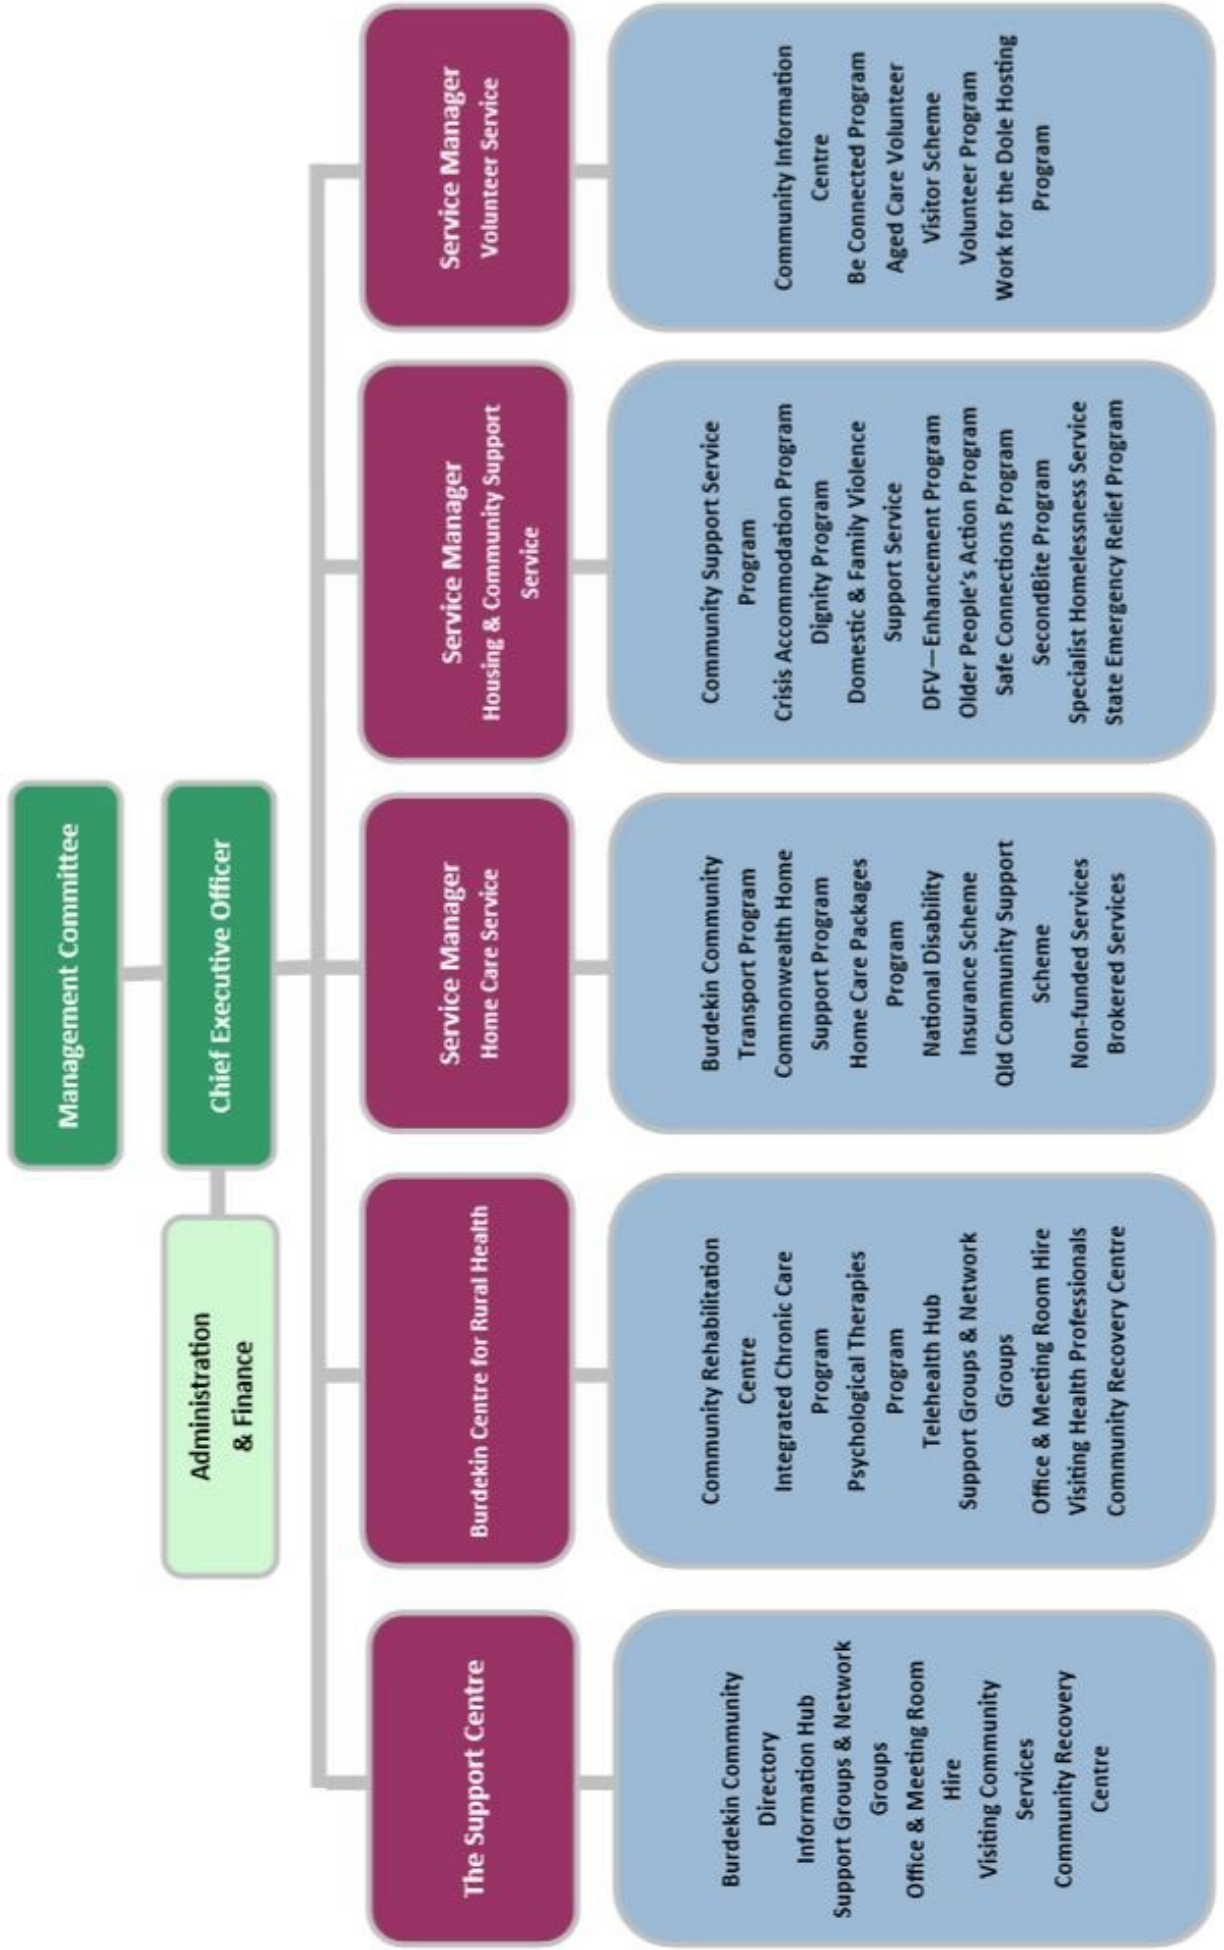 Management Committee
Chief Executive Officer
Administration
& Finance
The Support Centre
Burdekin Centre for Rural Health
Service Manager
Home Care Service
Service Manager
Housing & Community Support
Service
Service Manager
Volunteer Service
Burdekin Community
Directory
Information Hub
Support Groups & Network
Groups
Office & Meeting Room
Hire
Visiting Community
Services
Community Recovery
Centre
Community Rehabilitation
Centre
Integrated Chronic Care
Program
Psychological Therapies
Program
Telehealth Hub
Support Groups & Network
Groups
Office & Meeting Room Hire
Visiting Health Professionals
Community Recovery Centre
Burdekin Community
Transport Program
Commonwealth Home
Support Program
Home Care Packages
Program
National Disability
Insurance Scheme
Qld Community Support
Scheme
Non-funded Services
Brokered Services
Community Support Service
Program
Crisis Accommodation Program
Dignity Program
Domestic & Family Violence
Support Service
DFV—Enhancement Program
Older People's Action Program
Safe Connections Program
SecondBite Program
Specialist Homelessness Service
State Emergency Relief Program
Community Information
Centre
Be Connected Program
Aged Care Volunteer
Visitor Scheme
Volunteer Program
Work for the Dole Hosting
Program